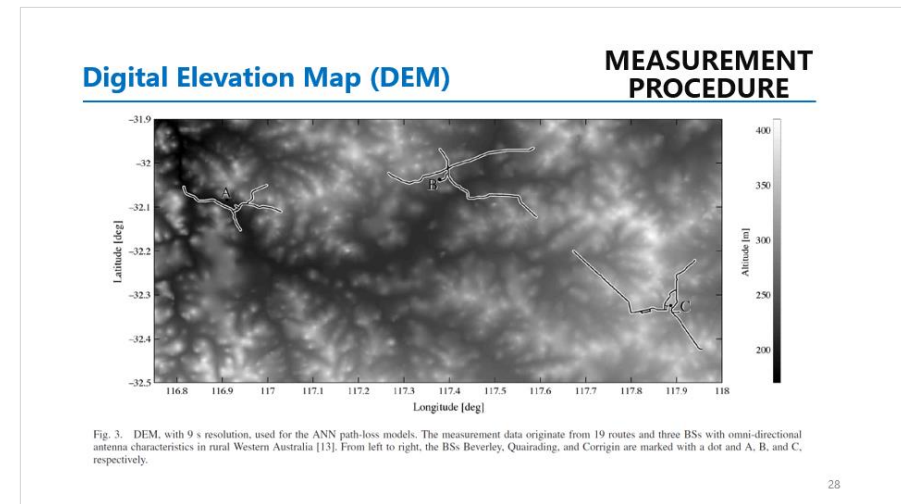 Digital Elevation Map (DEM)
MEASUREMENT
PROCEDURE
-31.9
-32
-32.1
-32.2
-32.3
-32.4
-32.5
Latitude [deg]
A
B
C
116.8 116.9 117 117.1 117.2 117.3 117.4 117.5 117.6 117.7 117.8 117.9 118
Longitude [deg]
400
350
300
250
200
Altitude [m]
Fig. 3. DEM, with 9 s resolution, used for the ANN path-loss models. The measurement data originate from 19 routes and three BSs with omni-directional
antenna characteristics in rural Western Australia [13]. From left to right, the BSs Beverley, Quairading, and Corrigin are marked with a dot and A, B, and C,
respectively.
28